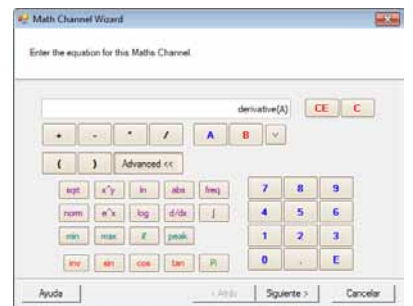 Math Channel Wizard
Enter the equation for this Maths Channel.
derivative(A) CE C
+ - * / A B
( ) Advanced <<
sqrt x^y ln abs freq 7 8 9
norm e^x log d/dx ∫ 4 5 6
min max x̄ peak 1 2 3
inv sin cos tan Pi 0 . E
Ayuda < Atrás Siguiente > Cancelar